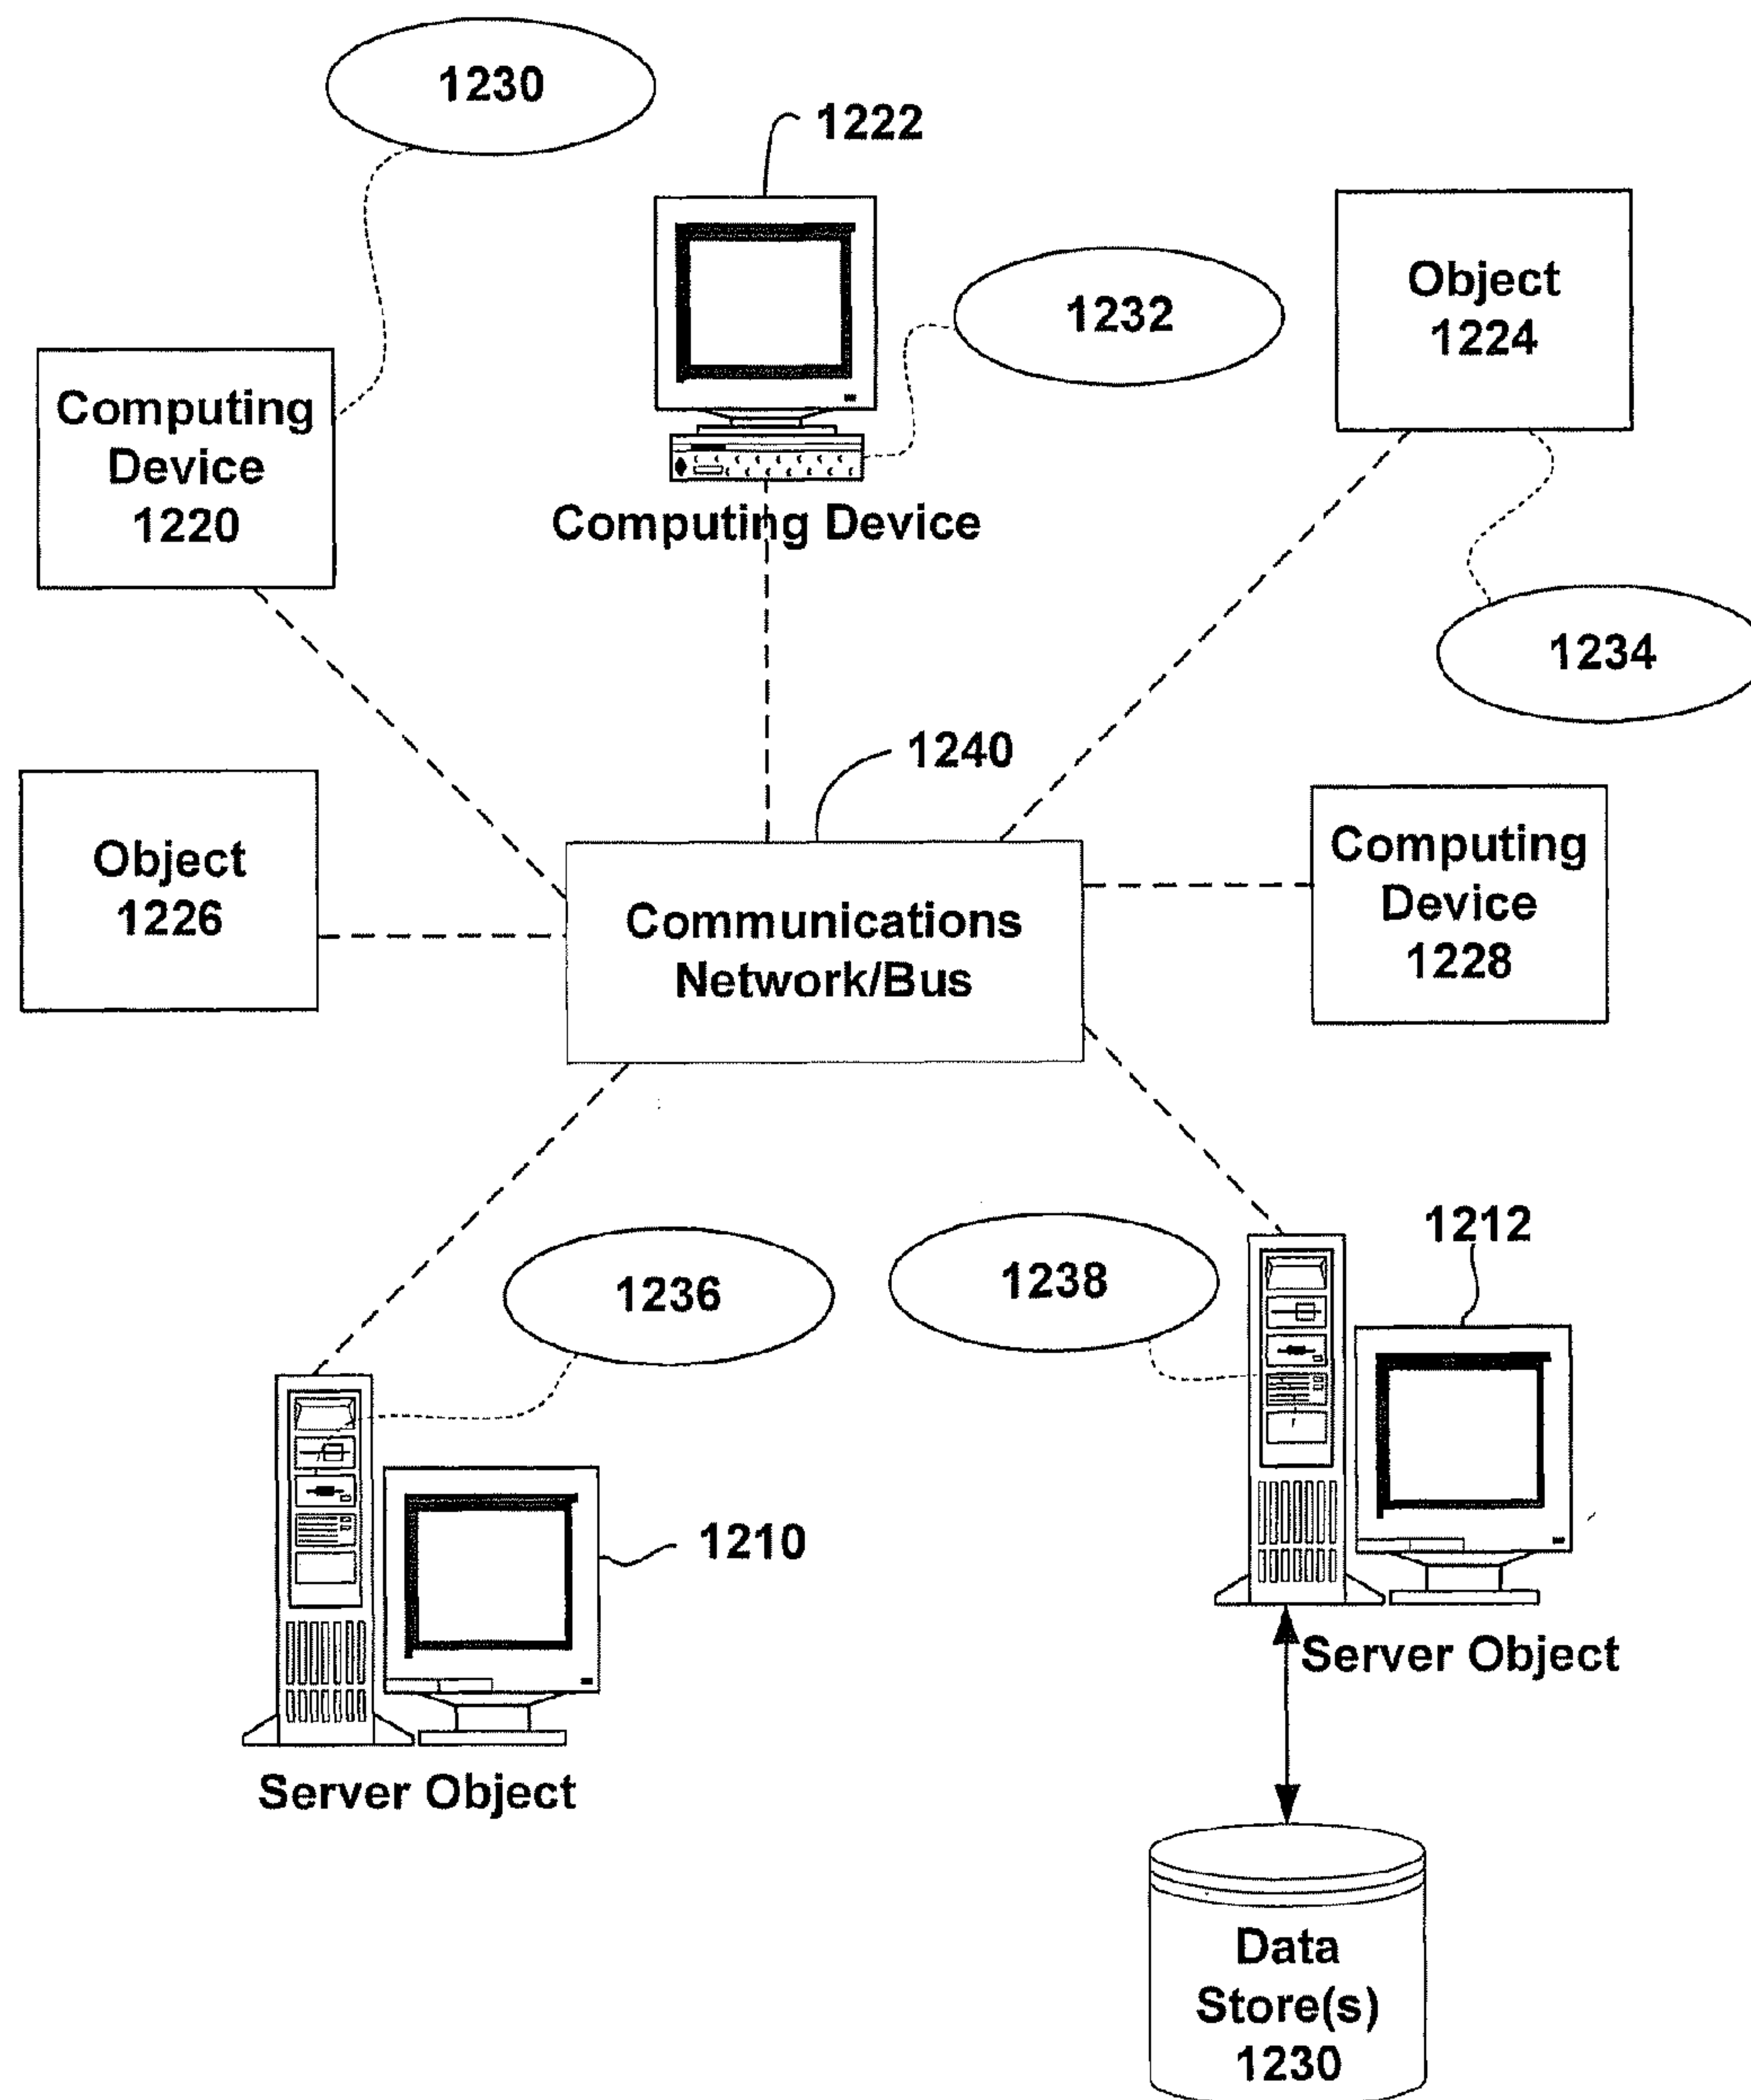 1230
1222
1232
Object
1224
Computing
Device
1220
Computing Device
1234
1240
Object
1226
Communications
Network/Bus
Computing
Device
1228
1236
1238
1212
1210
Server Object
Server Object
Data
Store(s)
1230